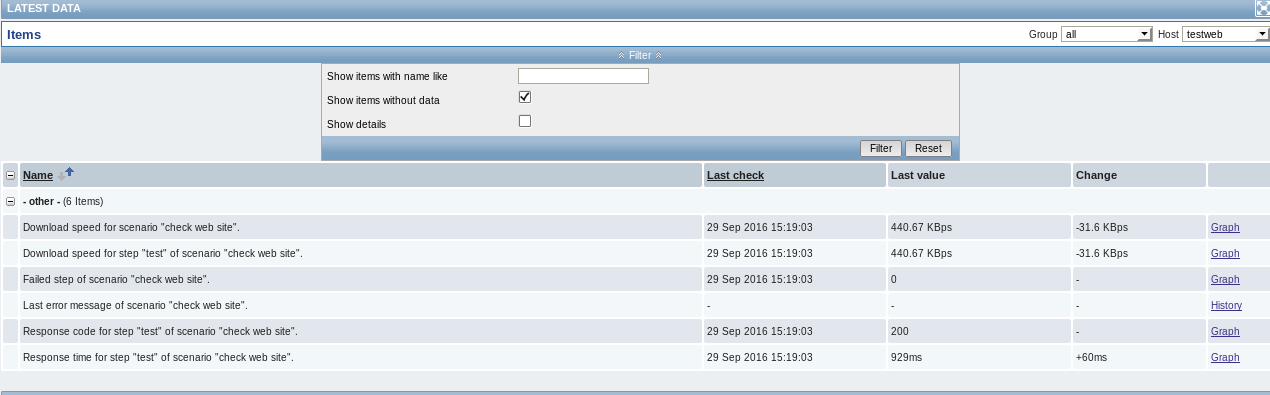 LATEST DATA
Items Group all Host testweb
Filter
Show items with name like
Show items without data
Show details
Filter Reset
Name Last check Last value Change
- other - (6 Items)
Download speed for scenario "check web site". 29 Sep 2016 15:19:03 440.67 KBps -31.6 KBps Graph
Download speed for step "test" of scenario "check web site". 29 Sep 2016 15:19:03 440.67 KBps -31.6 KBps Graph
Failed step of scenario "check web site". 29 Sep 2016 15:19:03 0 - Graph
Last error message of scenario "check web site". - - - History
Response code for step "test" of scenario "check web site". 29 Sep 2016 15:19:03 200 - Graph
Response time for step "test" of scenario "check web site". 29 Sep 2016 15:19:03 929ms +60ms Graph